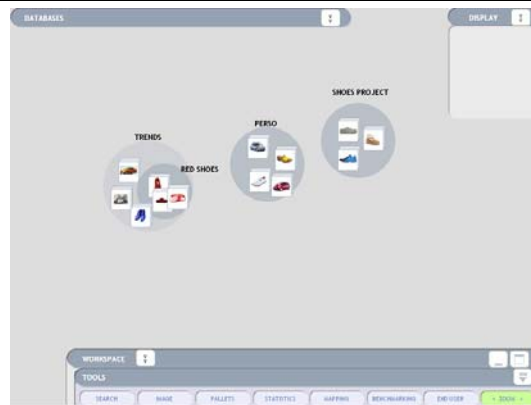 DATABASES
DISPLAY
SHOES PROJECT
PERSO
TRENDS
RED SHOES
WORKSPACE
TOOLS
SEARCH
IMAGE
PALLETS
STATISTICS
MAPPING
BENCHMARKING
END USER
- ZOOM +